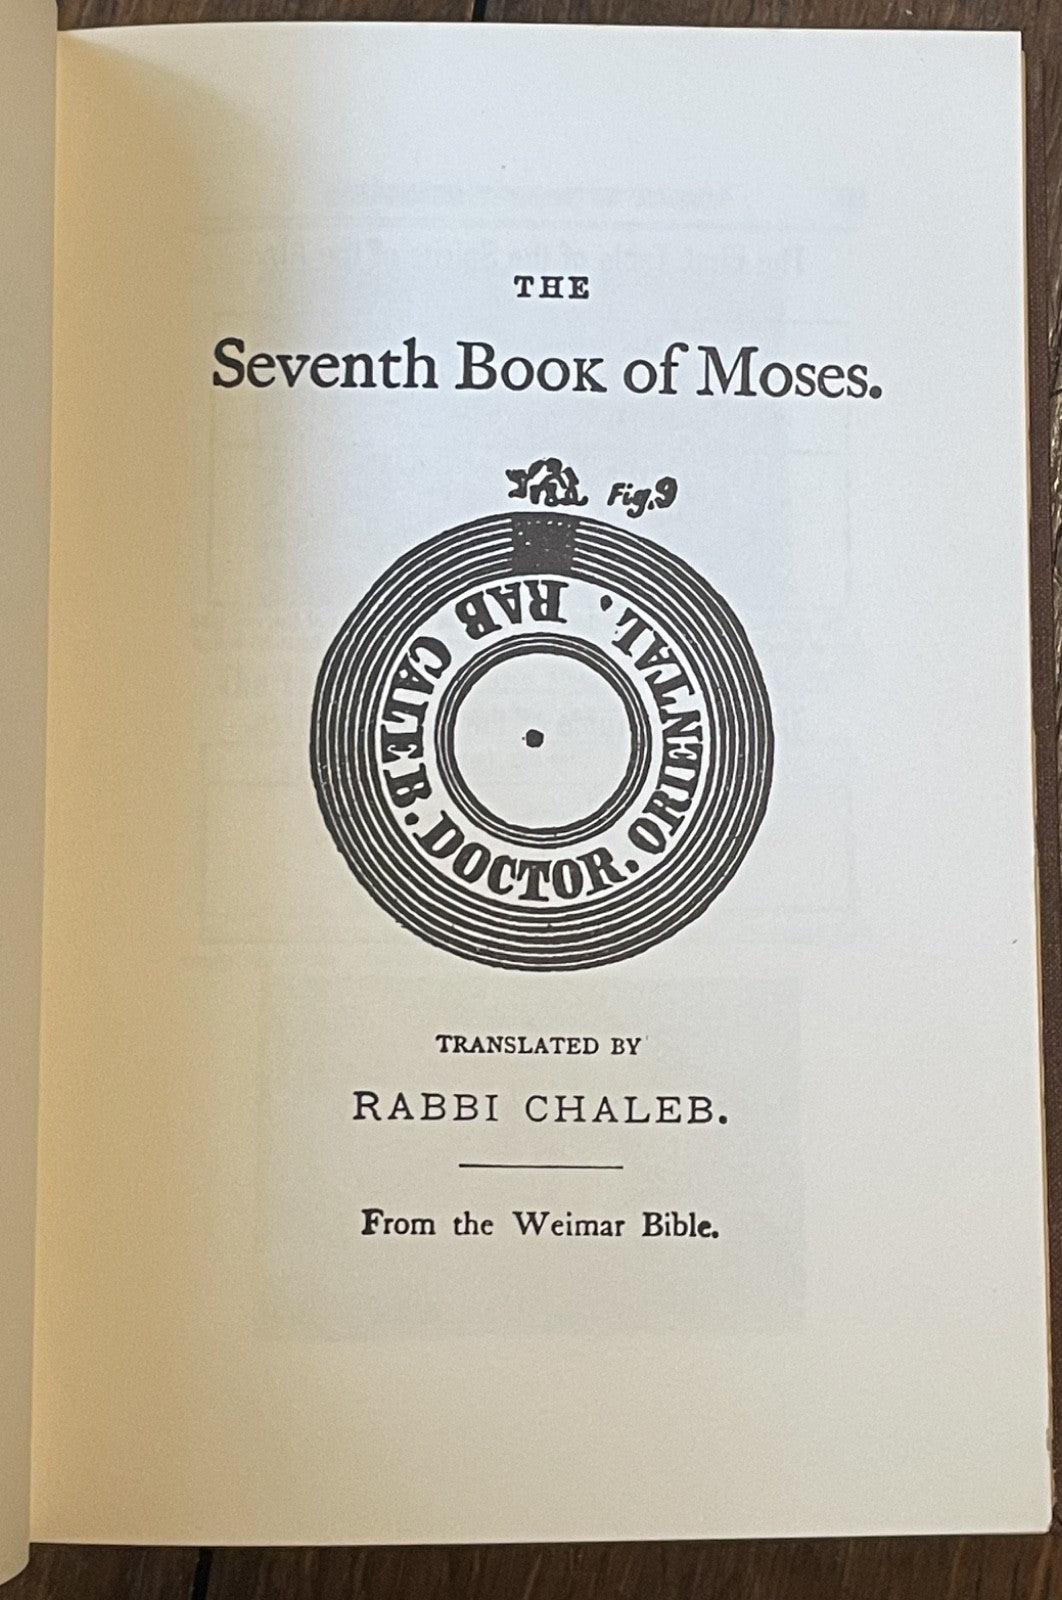 THE
Seventh Book of Moses.
Fig.9
RAB CALEB. DOCTOR. ORIENTAL.
TRANSLATED BY
RABBI CHALEB.
From the Weimar Bible.